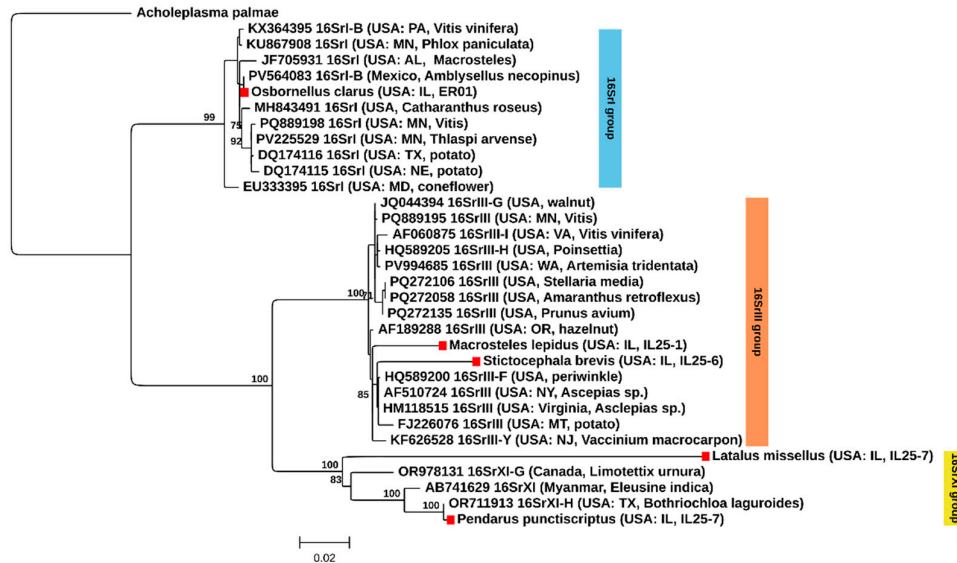 Acholeplasma palmae
KX364395 16SrI-B (USA: PA, Vitis vinifera)
KU867908 16SrI (USA: MN, Phlox paniculata)
JF705931 16SrI (USA: AL, Macrosteles)
PV564083 16SrI-B (Mexico, Amblysellus necopinus)
Osbornellus clarus (USA: IL, ER01)
MH843491 16SrI (USA, Catharanthus roseus)
99
75
PQ889198 16SrI (USA: MN, Vitis)
92
PV225529 16SrI (USA: MN, Thlaspi arvense)
DQ174116 16SrI (USA: TX, potato)
DQ174115 16SrI (USA: NE, potato)
EU333395 16SrI (USA: MD, coneflower)
16SrI group
JQ044394 16SrIII-G (USA, walnut)
PQ889195 16SrIII (USA: MN, Vitis)
AF060875 16SrIII-I (USA: VA, Vitis vinifera)
HQ589205 16SrIII-H (USA, Poinsettia)
PV994685 16SrIII (USA: WA, Artemisia tridentata)
PQ272106 16SrIII (USA, Stellaria media)
100
71
PQ272058 16SrIII (USA, Amaranthus retroflexus)
PQ272135 16SrIII (USA, Prunus avium)
AF189288 16SrIII (USA: OR, hazelnut)
Macrosteles lepidus (USA: IL, IL25-1)
Stictocephala brevis (USA: IL, IL25-6)
100
HQ589200 16SrIII-F (USA, periwinkle)
85
AF510724 16SrIII (USA: NY, Ascepias sp.)
HM118515 16SrIII (USA: Virginia, Asclepias sp.)
FJ226076 16SrIII (USA: MT, potato)
KF626528 16SrIII-Y (USA: NJ, Vaccinium macrocarpon)
16SrIII group
Latalus missellus (USA: IL, IL25-7)
100
83
OR978131 16SrXI-G (Canada, Limotettix urnura)
AB741629 16SrXI (Myanmar, Eleusine indica)
100
100
OR711913 16SrXI-H (USA: TX, Bothriochloa laguroides)
Pendarus punctiscriptus (USA: IL, IL25-7)
16SrXI group
0.02